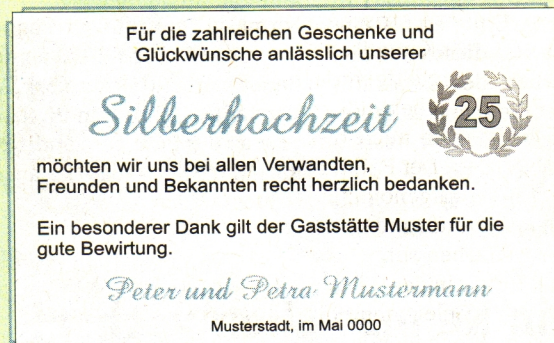 Für die zahlreichen Geschenke und
Glückwünsche anlässlich unserer
Silberhochzeit 25
möchten wir uns bei allen Verwandten,
Freunden und Bekannten recht herzlich bedanken.
Ein besonderer Dank gilt der Gaststätte Muster für die
gute Bewirtung.
Peter und Petra Mustermann
Musterstadt, im Mai 0000